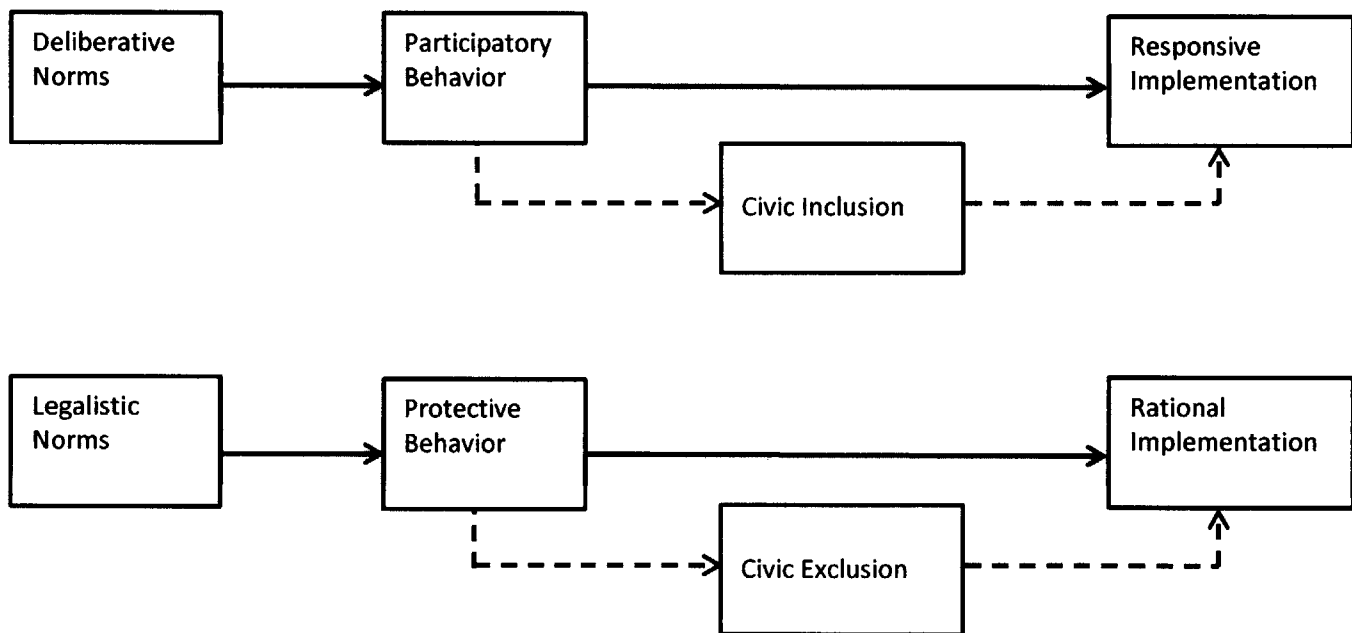 Deliberative
Norms
Participatory
Behavior
Responsive
Implementation
Civic Inclusion
Legalistic
Norms
Protective
Behavior
Rational
Implementation
Civic Exclusion